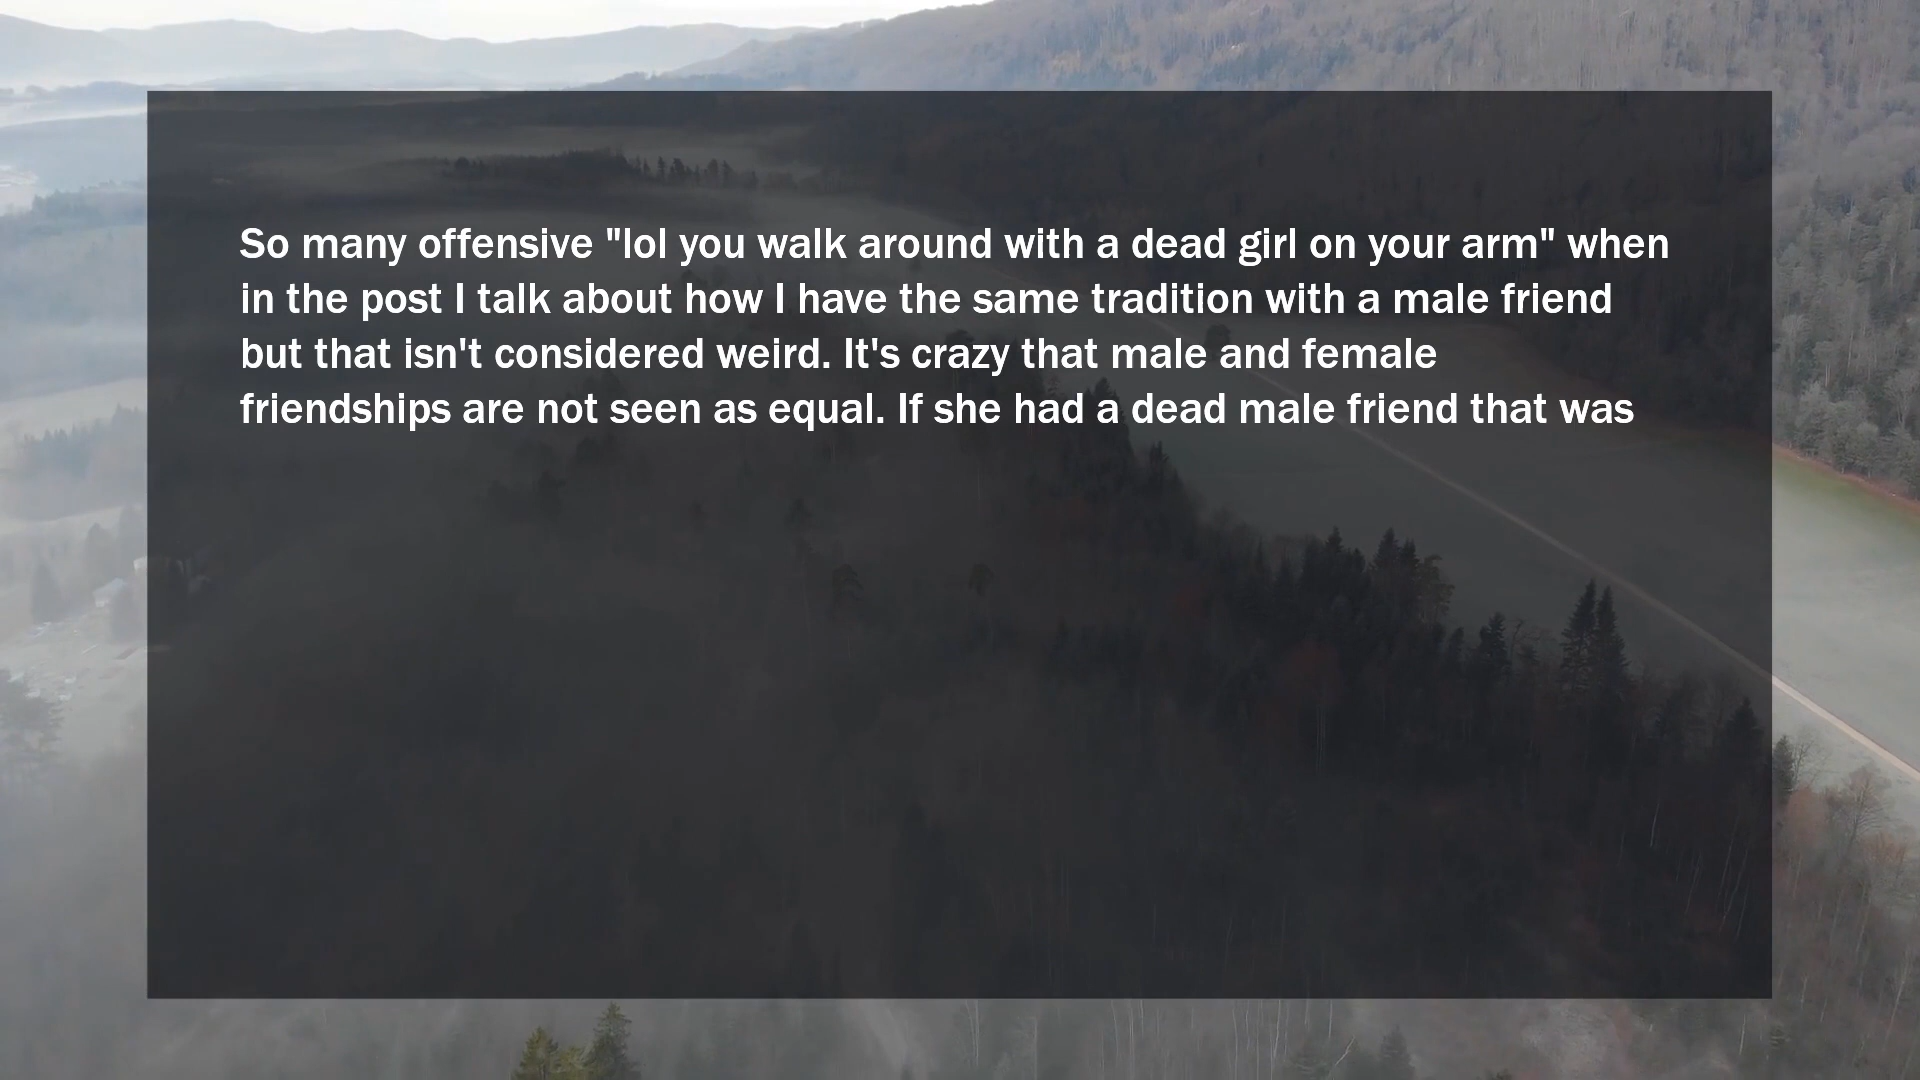 So many offensive "lol you walk around with a dead girl on your arm" when
in the post I talk about how I have the same tradition with a male friend
but that isn't considered weird. It's crazy that male and female
friendships are not seen as equal. If she had a dead male friend that was